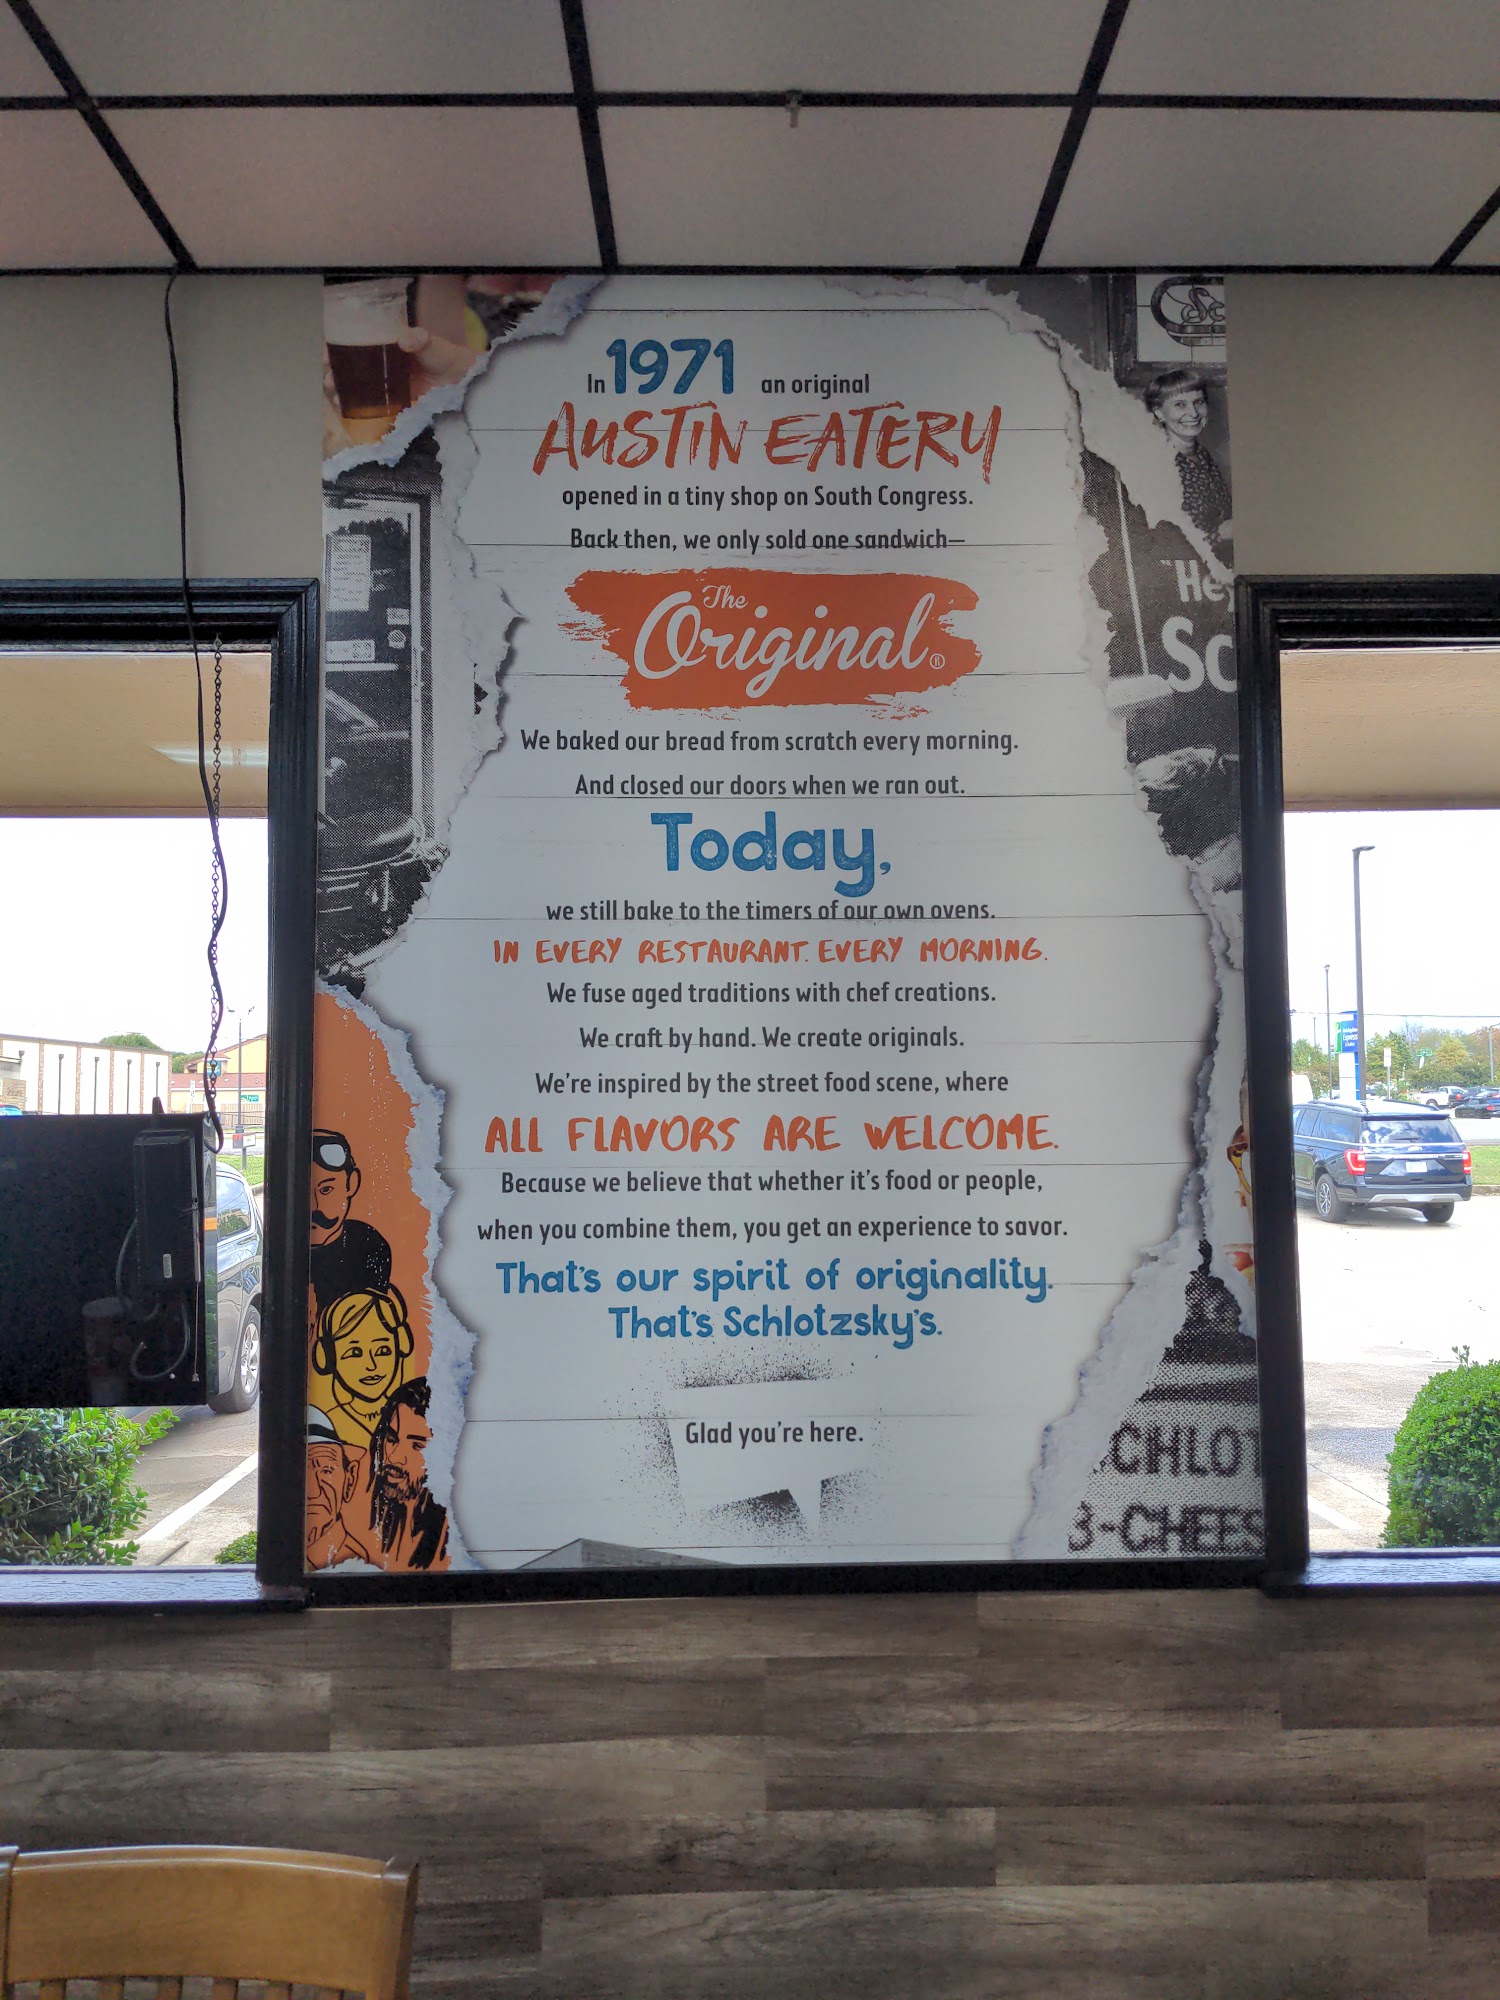 In 1971 an original
AUSTIN EATERY
opened in a tiny shop on South Congress.
Back then, we only sold one sandwich—
The
Original®
We baked our bread from scratch every morning.
And closed our doors when we ran out.
Today,
we still bake to the timers of our own ovens.
IN EVERY RESTAURANT. EVERY MORNING.
We fuse aged traditions with chef creations.
We craft by hand. We create originals.
We're inspired by the street food scene, where
ALL FLAVORS ARE WELCOME.
Because we believe that whether it's food or people,
when you combine them, you get an experience to savor.
That's our spirit of originality.
That's Schlotzsky's.
Glad you're here.
"He
Sc
CHLOT
3-CHEES